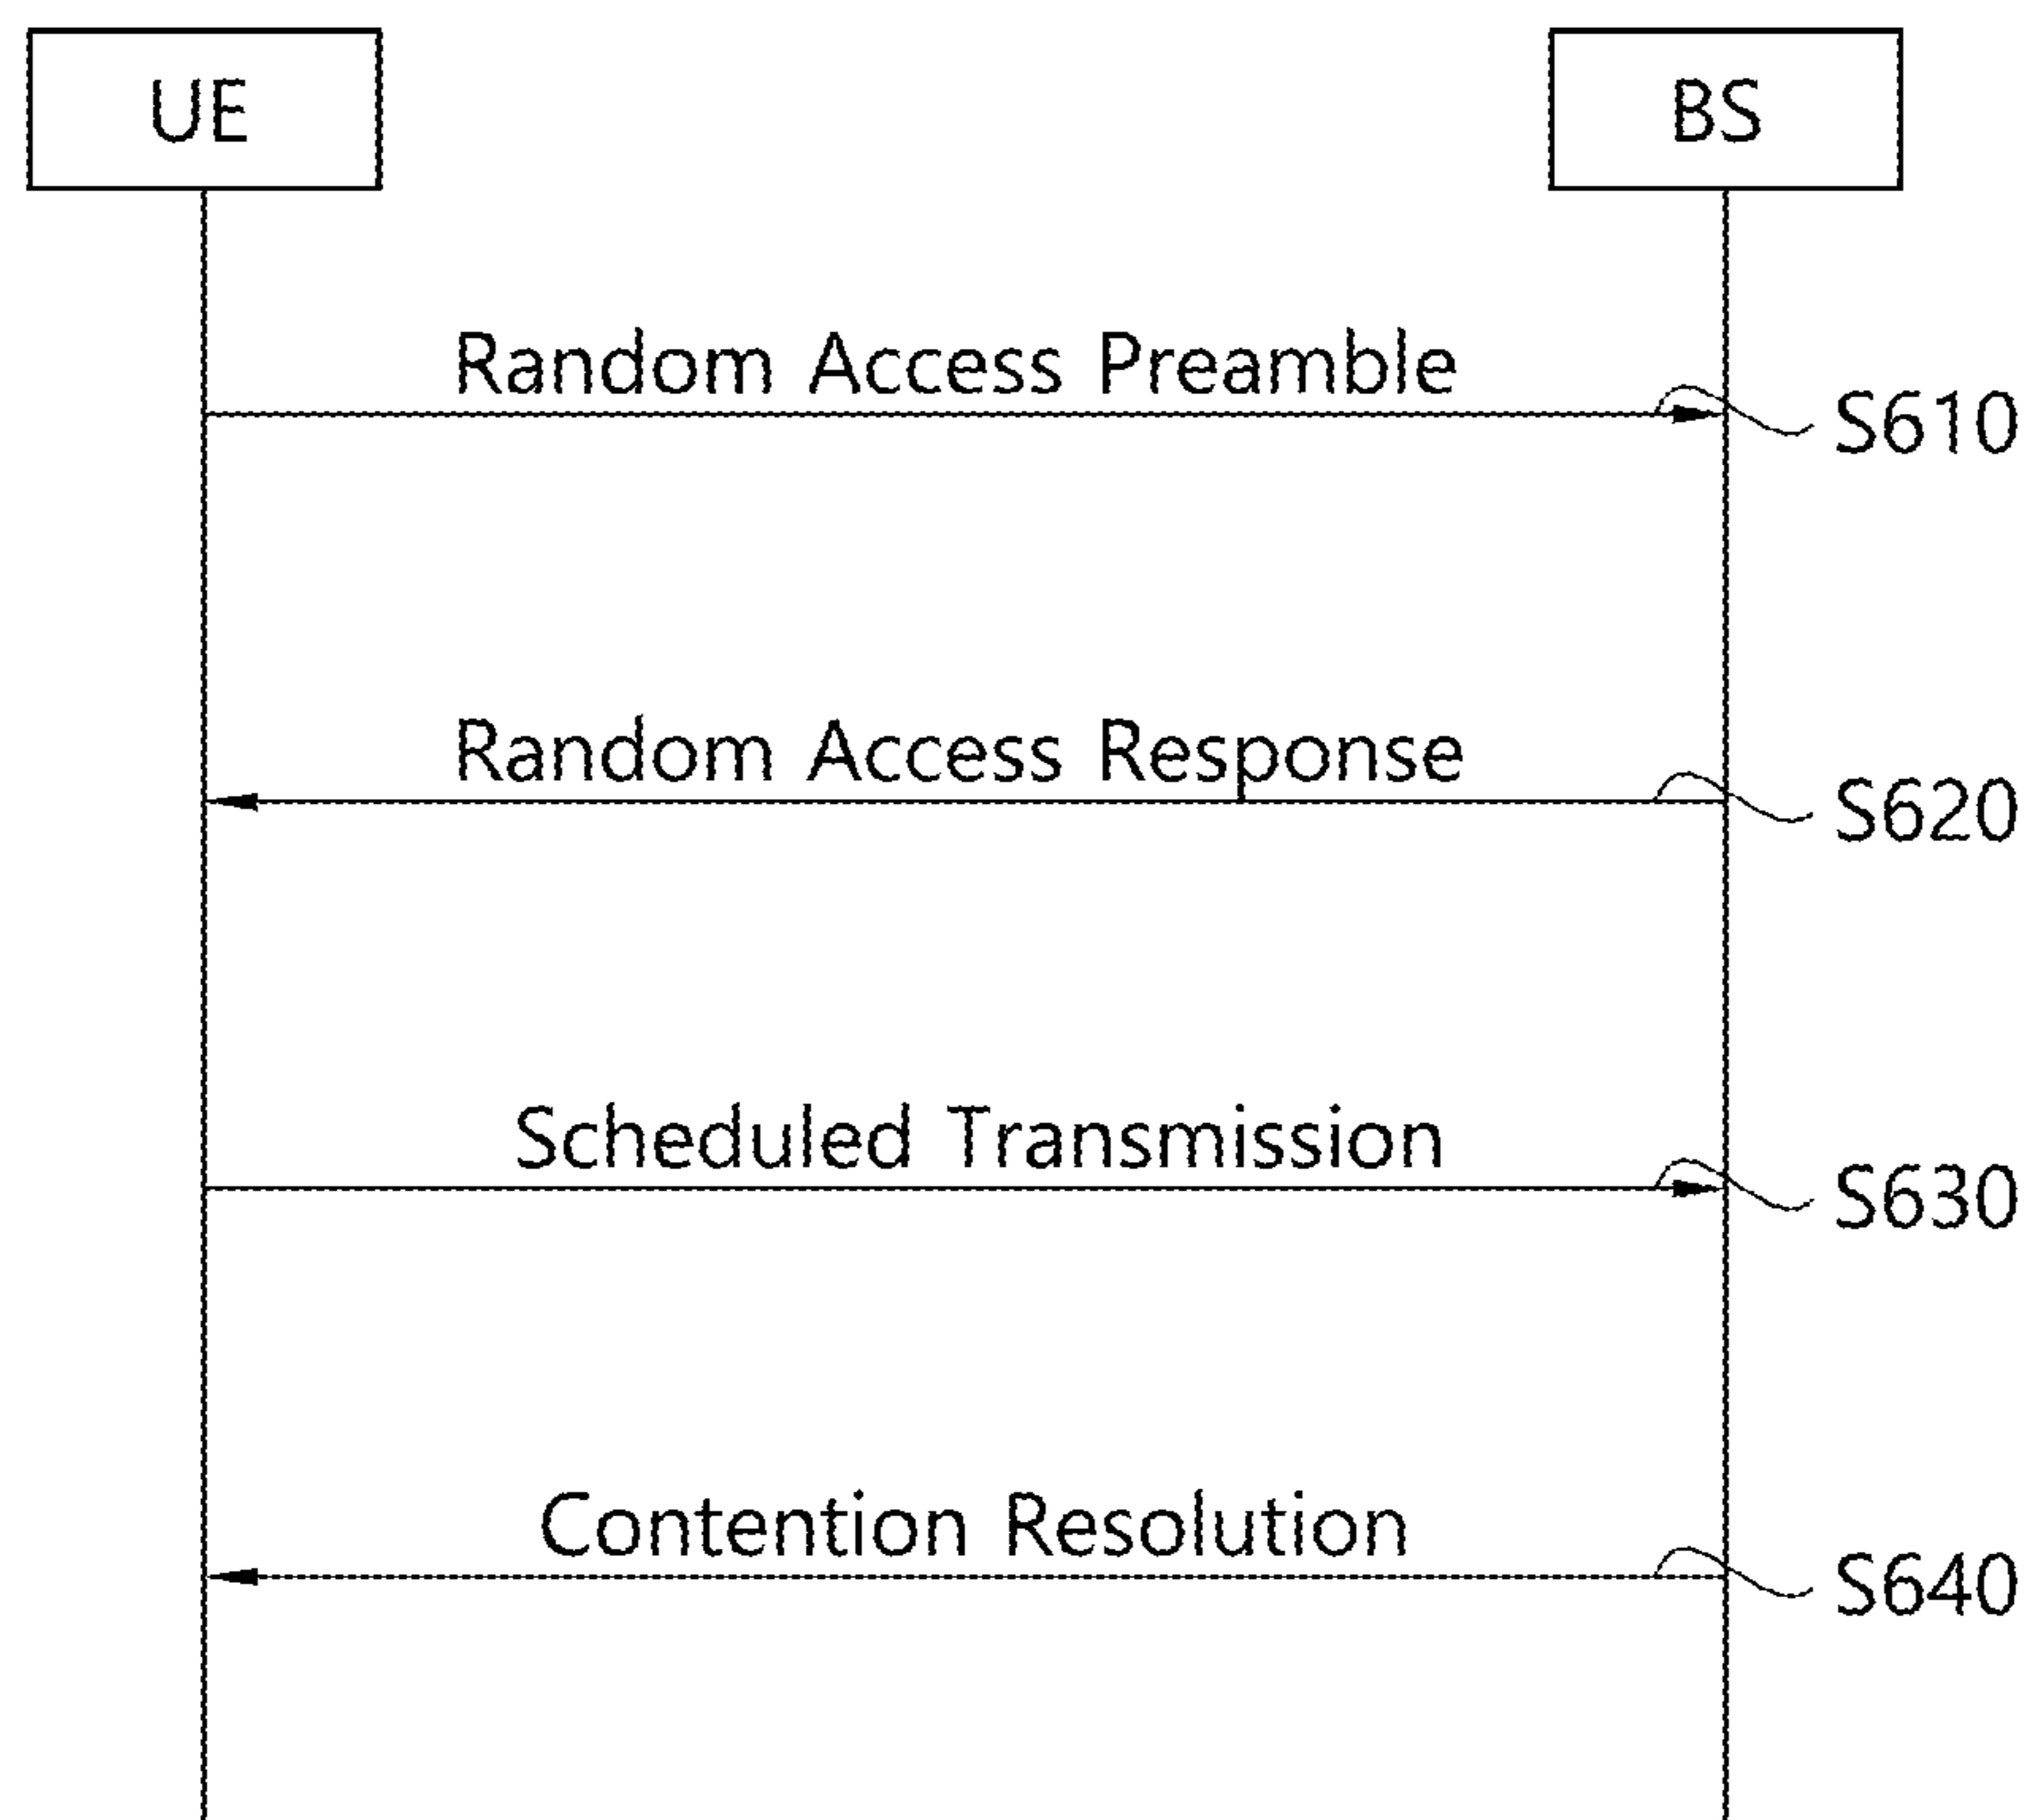 UE
BS
Random Access Preamble
S610
Random Access Response
S620
Scheduled Transmission
S630
Contention Resolution
S640